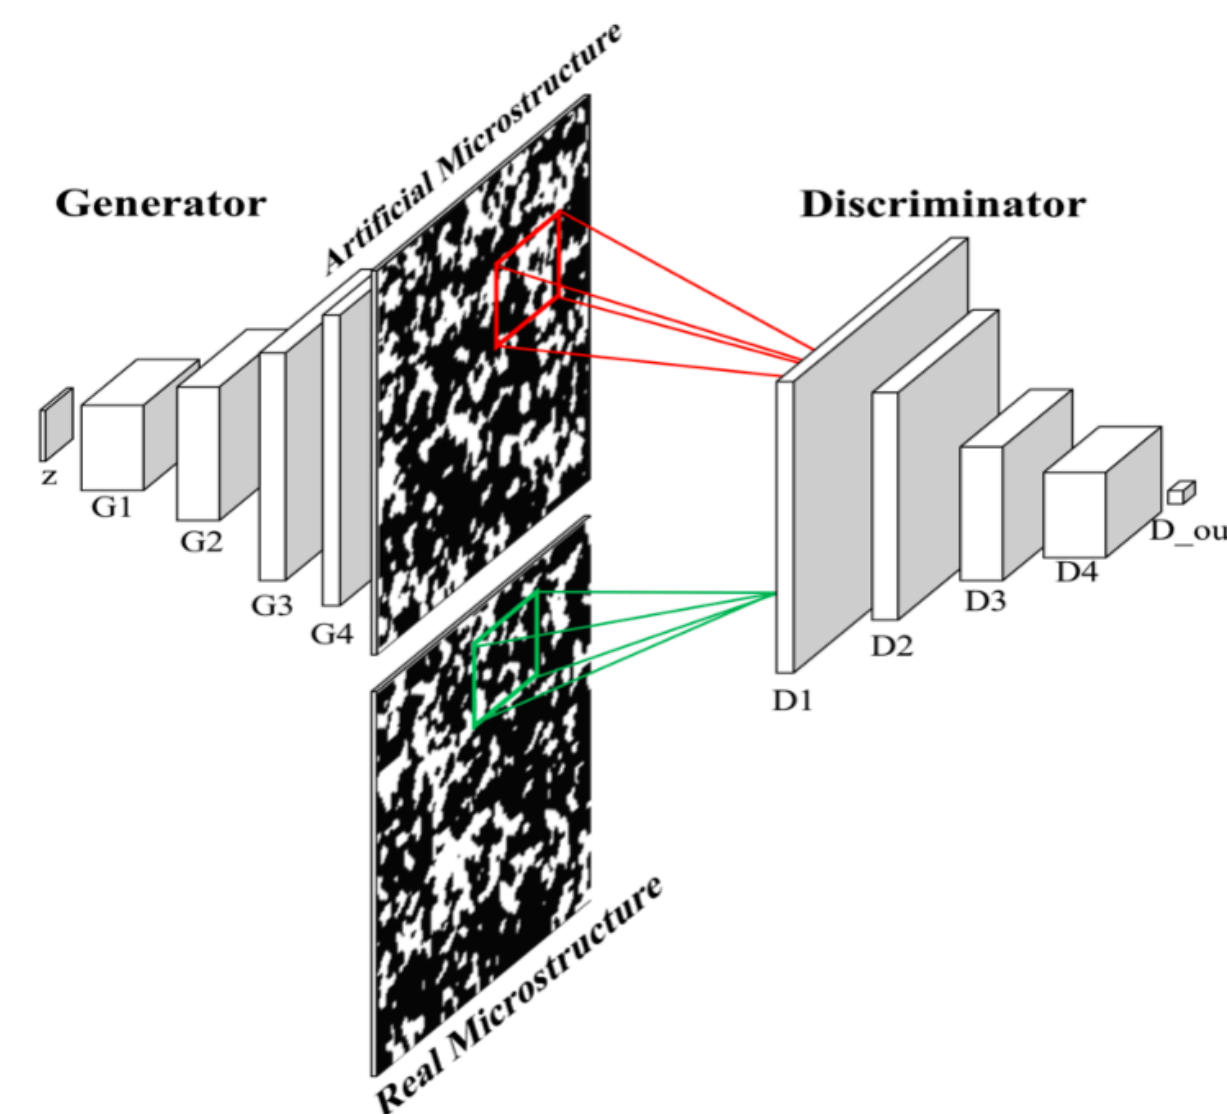 Artificial Microstructure
Generator
Discriminator
z
G1
G2
G3
G4
D1
D2
D3
D4
D_ou
Real Microstructure